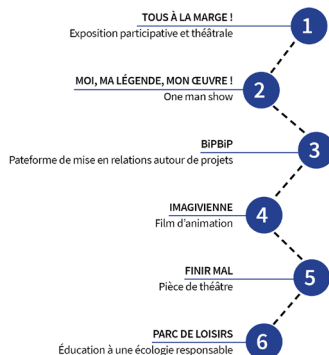 TOUS À LA MARGE !
Exposition participative et théâtrale
1
MOI, MA LÉGENDE, MON ŒUVRE !
One man show
2
BiPBiP
Pateforme de mise en relations autour de projets
3
IMAGIVIENNE
Film d'animation
4
FINIR MAL
Pièce de théâtre
5
PARC DE LOISIRS
Éducation à une écologie responsable
6